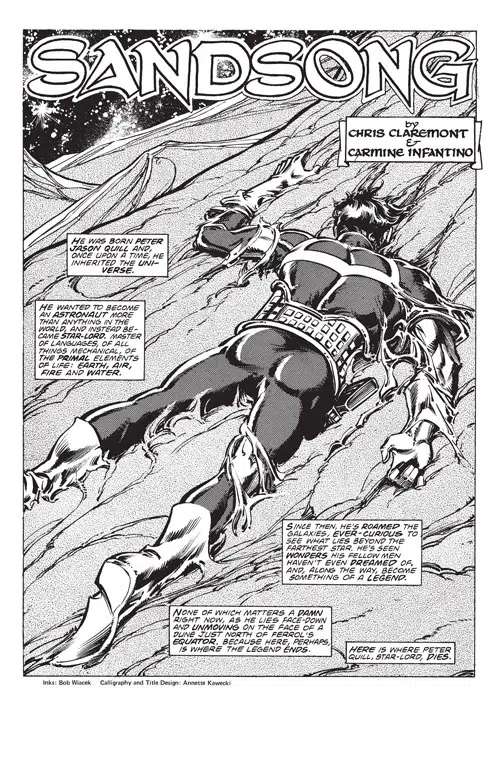 SANDSONG
by
CHRIS CLAREMONT
&
CARMINE INFANTINO
HE WAS BORN PETER
JASON QUILL AND,
ONCE UPON A TIME, HE
INHERITED THE UNI-
VERSE.
HE WANTED TO BECOME
AN ASTRONAUT MORE
THAN ANYTHING IN THE
WORLD, AND INSTEAD BE-
CAME STAR-LORD. MASTER
OF LANGUAGES, OF ALL
THINGS MECHANICAL, OF
THE PRIMAL ELEMENTS
OF LIFE: EARTH, AIR,
FIRE AND WATER.
SINCE THEN, HE'S ROAMED THE
GALAXIES, EVER-CURIOUS TO
SEE WHAT LIES BEYOND THE
FARTHEST STAR. HE'S SEEN
WONDERS HIS FELLOW MEN
HAVEN'T EVEN DREAMED OF,
AND, ALONG THE WAY, BECOME
SOMETHING OF A LEGEND.
NONE OF WHICH MATTERS A DAMN
RIGHT NOW, AS HE LIES FACE-DOWN
AND UNMOVING ON THE FACE OF A
DUNE JUST NORTH OF FERROL'S
EQUATOR, BECAUSE HERE, PERHAPS,
IS WHERE THE LEGEND ENDS.
HERE IS WHERE PETER
QUILL, STAR-LORD, DIES.
Inks: Bob Wiacek Calligraphy and Title Design: Annette Kawecki